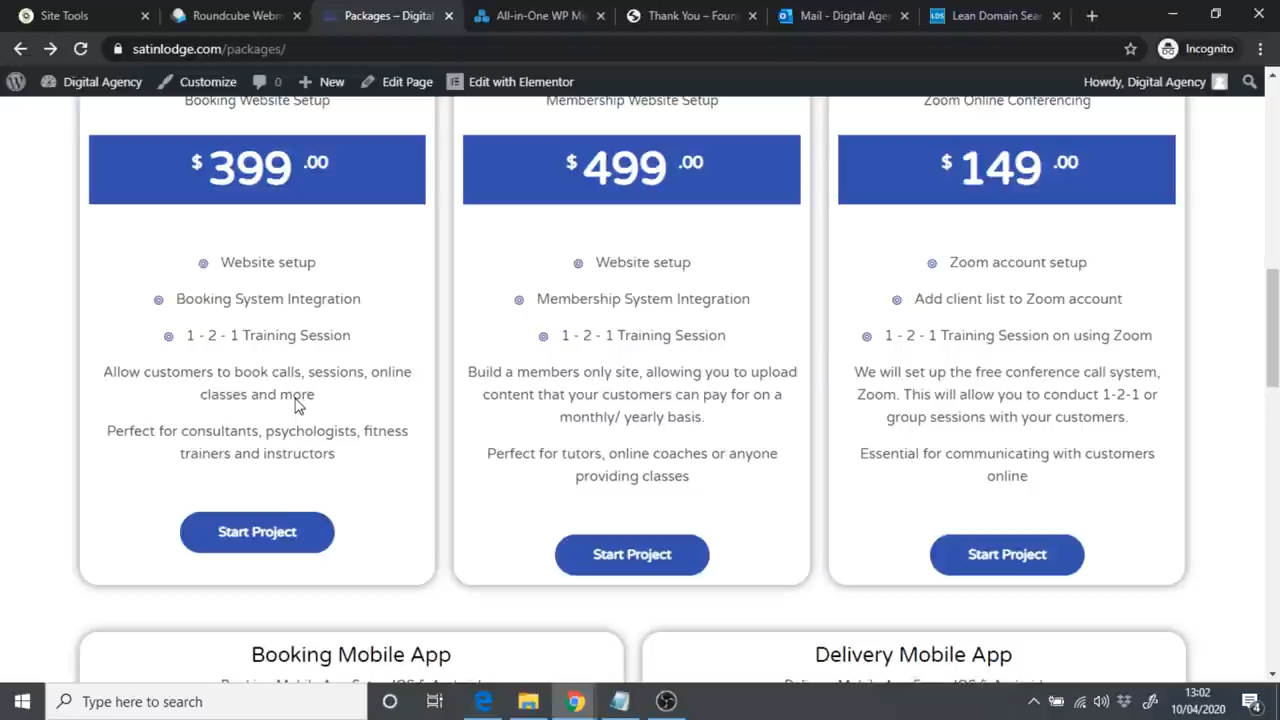 Site Tools
Roundcube Webm
Packages – Digital
All-in-One WP Mi
Thank You – Foun
Mail - Digital Agen
LDS
Lean Domain Sear
satinlodge.com/packages/
Incognito
Digital Agency
Customize
0
New
Edit Page
Edit with Elementor
Howdy, Digital Agency
Booking Website Setup
$ 399 .00
Website setup
Booking System Integration
1 - 2 - 1 Training Session
Allow customers to book calls, sessions, online
classes and more
Perfect for consultants, psychologists, fitness
trainers and instructors
Start Project
Membership Website Setup
$ 499 .00
Website setup
Membership System Integration
1 - 2 - 1 Training Session
Build a members only site, allowing you to upload
content that your customers can pay for on a
monthly/ yearly basis.
Perfect for tutors, online coaches or anyone
providing classes
Start Project
Zoom Online Conferencing
$ 149 .00
Zoom account setup
Add client list to Zoom account
1 - 2 - 1 Training Session on using Zoom
We will set up the free conference call system,
Zoom. This will allow you to conduct 1-2-1 or
group sessions with your customers.
Essential for communicating with customers
online
Start Project
Booking Mobile App
Delivery Mobile App
Type here to search
13:02
10/04/2020
4